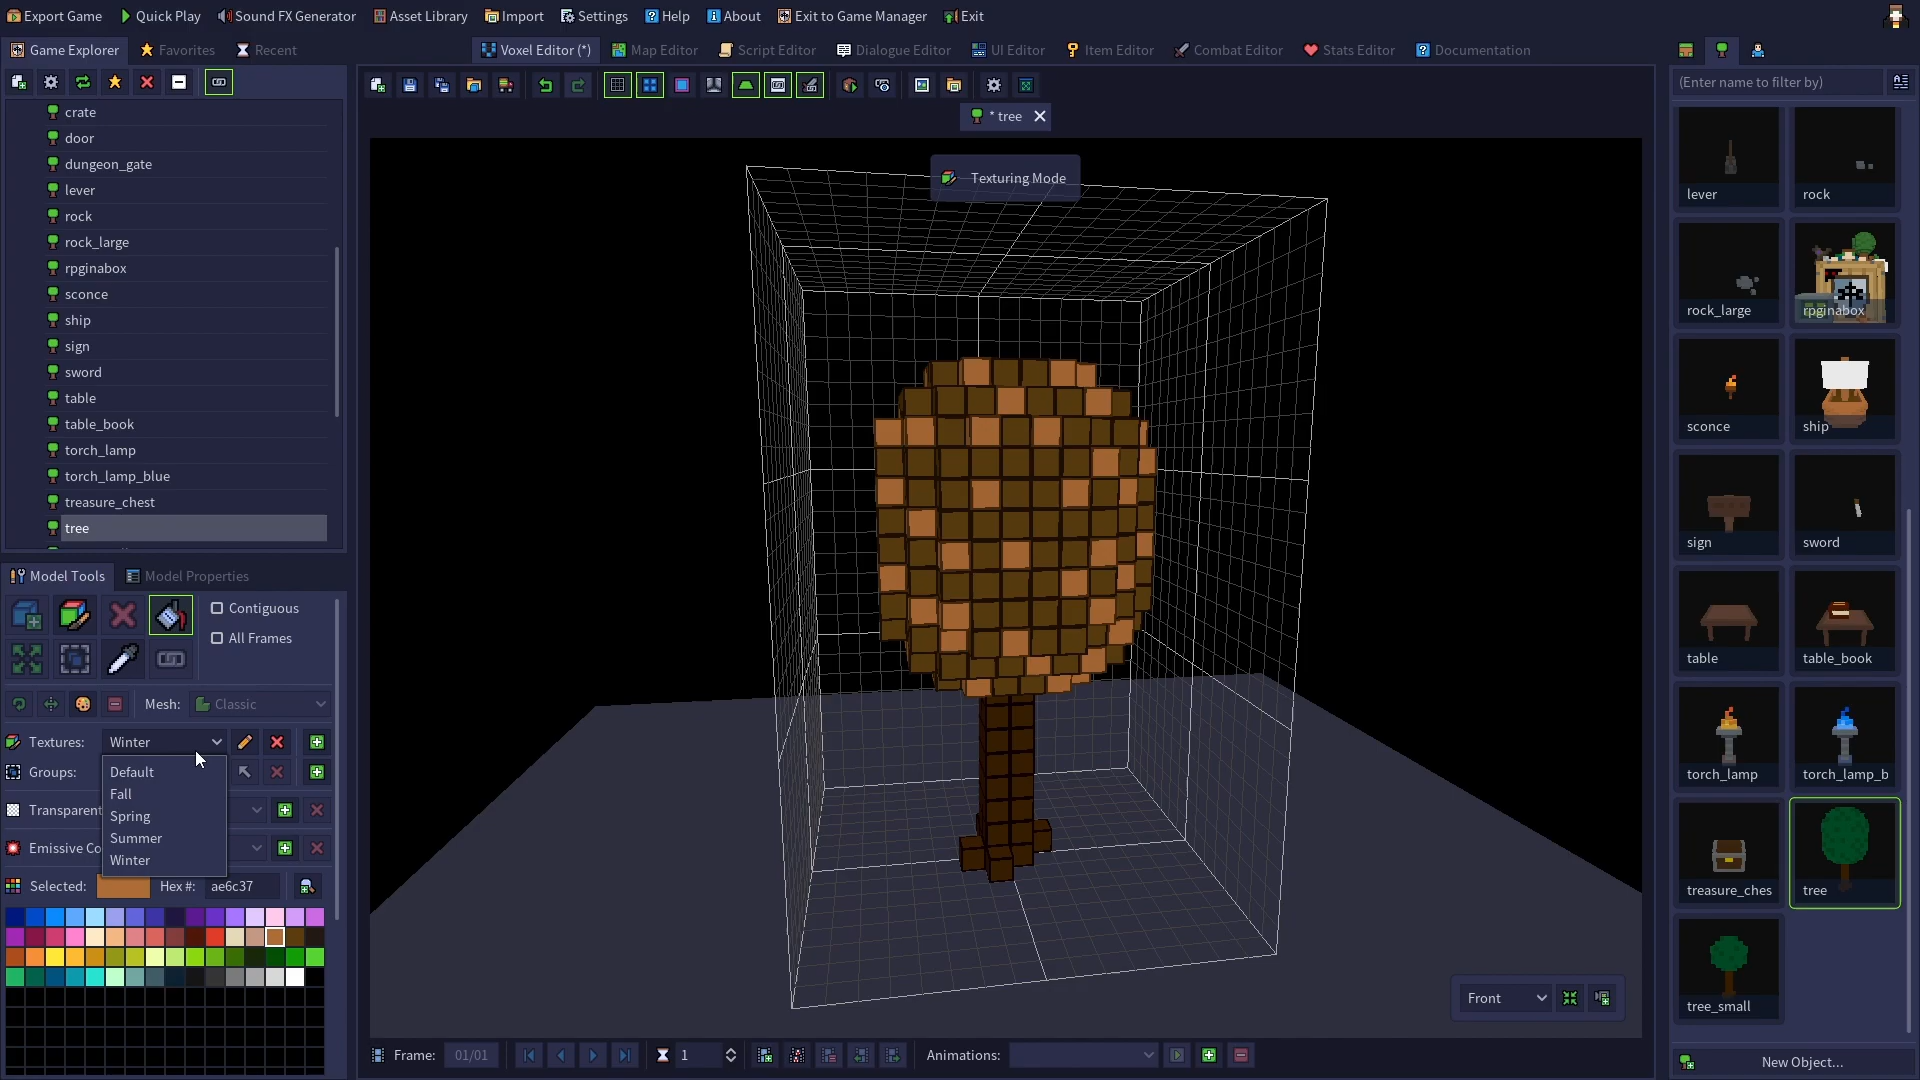 Export Game Quick Play Sound FX Generator Asset Library Import Settings Help About Exit to Game Manager Exit
Game Explorer Favorites Recent
Voxel Editor (*) Map Editor Script Editor Dialogue Editor UI Editor Item Editor Combat Editor Stats Editor Documentation
* tree
Texturing Mode
crate
door
dungeon_gate
lever
rock
rock_large
rpginabox
sconce
ship
sign
sword
table
table_book
torch_lamp
torch_lamp_blue
treasure_chest
tree
Model Tools Model Properties
Contiguous
All Frames
Mesh: Classic
Textures: Winter
Groups:
Default
Fall
Spring
Summer
Winter
Transparent
Emissive Co
Selected: Hex #: ae6c37
Front
Frame: 01/01 1 Animations:
(Enter name to filter by)
lever rock
rock_large rpginabox
sconce ship
sign sword
table table_book
torch_lamp torch_lamp_b
treasure_ches tree
tree_small
New Object...